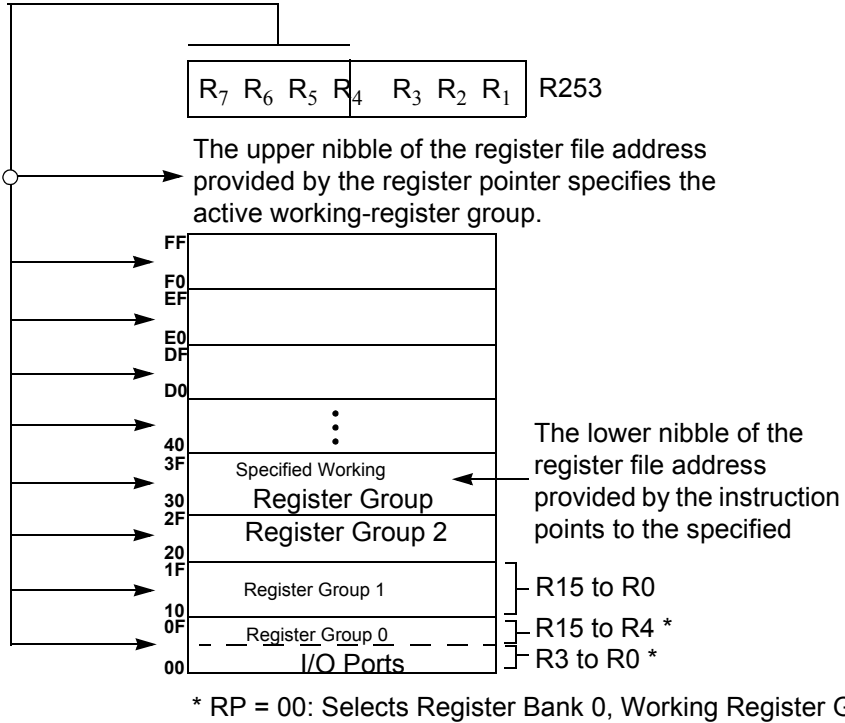 R7 R6 R5 R4 R3 R2 R1 R253
The upper nibble of the register file address
provided by the register pointer specifies the
active working-register group.
FF
F0
EF
E0
DF
D0
40
3F
Specified Working
Register Group
30
The lower nibble of the
register file address
provided by the instruction
points to the specified
2F
Register Group 2
20
1F
Register Group 1
10
R15 to R0
0F
Register Group 0
R15 to R4 *
I/O Ports
00
R3 to R0 *
* RP = 00: Selects Register Bank 0, Working Register